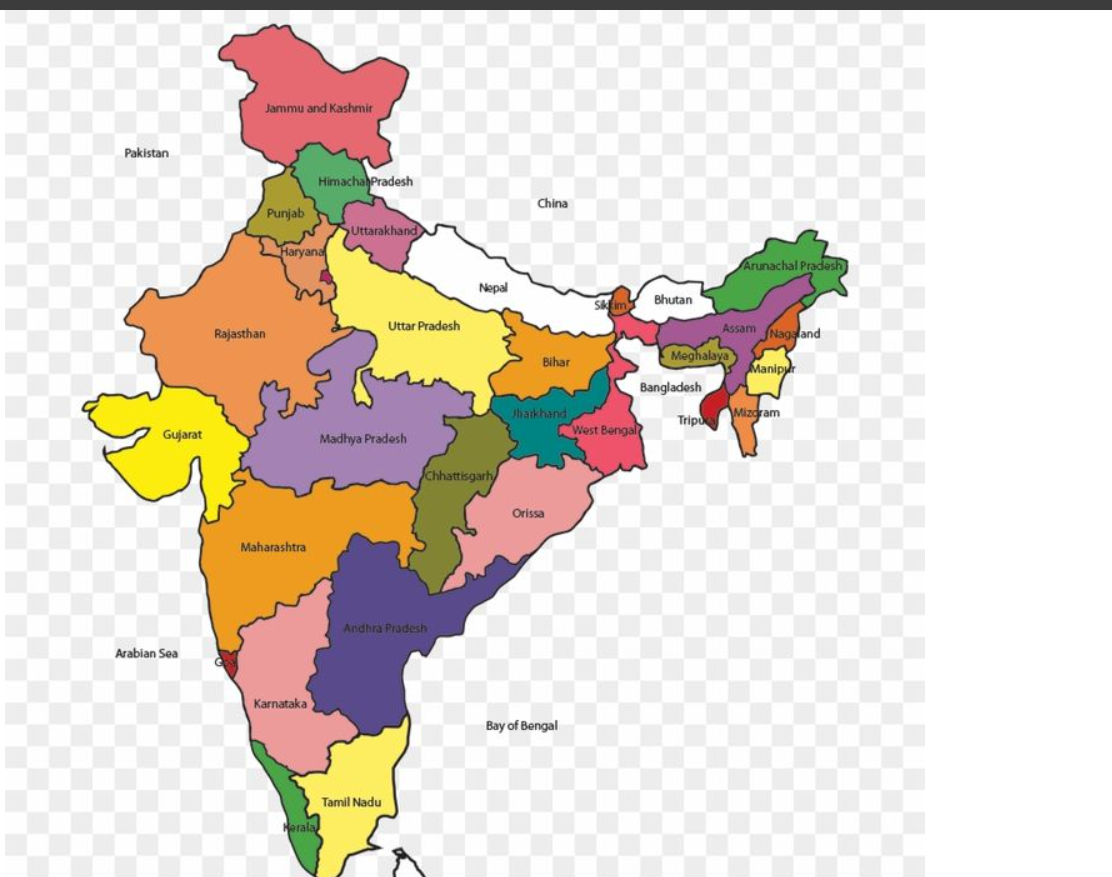 Jammu and Kashmir
Pakistan
Himachal Pradesh
China
Punjab
Uttarakhand
Haryana
Arunachal Pradesh
Nepal
Bhutan
Sikkim
Uttar Pradesh
Assam
Rajasthan
Nagaland
Meghalaya
Bihar
Manipur
Bangladesh
Jharkhand
Mizoram
Tripura
West Bengal
Gujarat
Madhya Pradesh
Chhattisgarh
Orissa
Maharashtra
Andhra Pradesh
Arabian Sea
Goa
Karnataka
Bay of Bengal
Tamil Nadu
Kerala